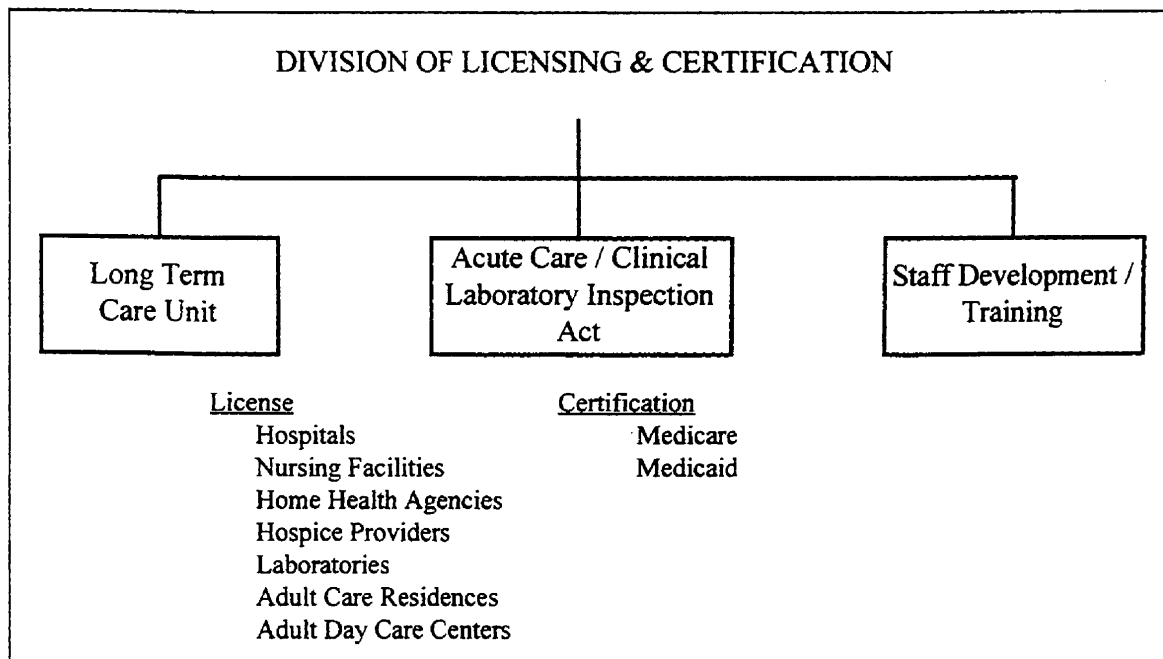 DIVISION OF LICENSING & CERTIFICATION
Long Term
Care Unit
Acute Care / Clinical
Laboratory Inspection
Act
Staff Development /
Training
License
Hospitals
Nursing Facilities
Home Health Agencies
Hospice Providers
Laboratories
Adult Care Residences
Adult Day Care Centers
Certification
Medicare
Medicaid